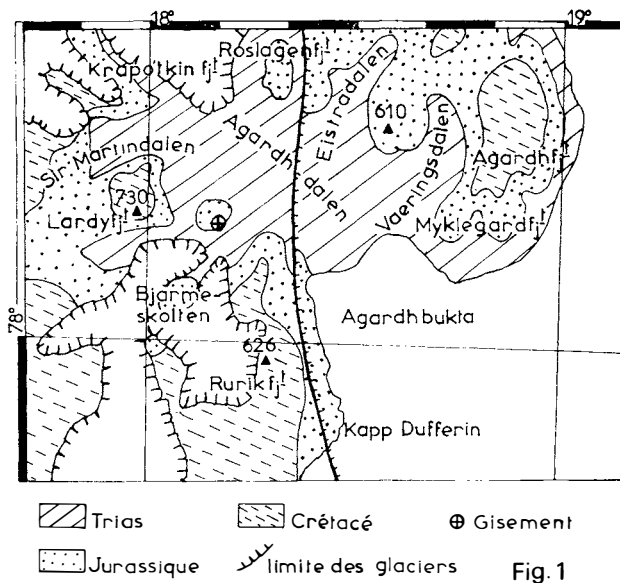 18° 19°
Roslagenfj!
Krapotkin fj!
Eistradalen
610
Agardhdalen
Sir Martindalen
Vaeringsdalen
Agardhfj!
730
Lardyfj!
Myklegardfj!
Bjarme-
skolten
Agardhbukta
78°
626
Rurikfj!
Kapp Dufferin
Trias
Crétacé
Gisement
Jurassique
limite des glaciers
Fig. 1